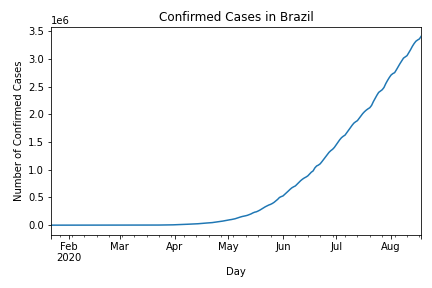 Confirmed Cases in Brazil
1e6
3.5
3.0
2.5
2.0
1.5
1.0
0.5
0.0
Number of Confirmed Cases
Feb Mar Apr May Jun Jul Aug
2020
Day